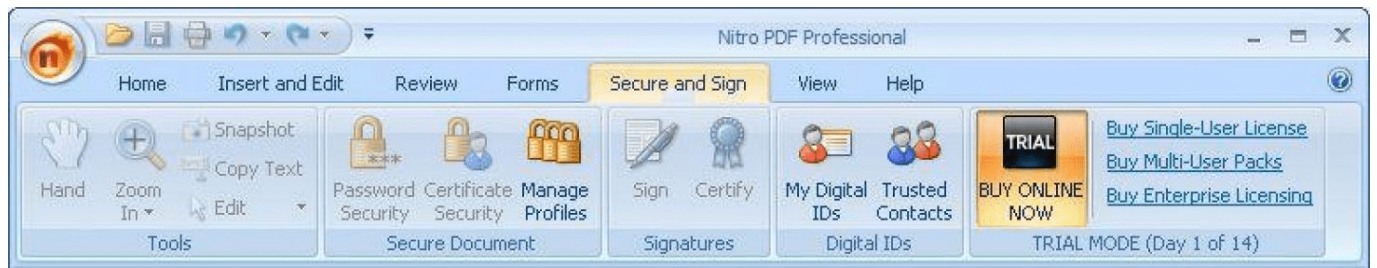 n
Nitro PDF Professional
Home Insert and Edit Review Forms Secure and Sign View Help
Hand
Zoom
In
Snapshot
Copy Text
Edit
Tools
***
Password
Security
Certificate
Security
Manage
Profiles
Secure Document
Sign
Certify
Signatures
My Digital
IDs
Trusted
Contacts
Digital IDs
TRIAL
BUY ONLINE
NOW
Buy Single-User License
Buy Multi-User Packs
Buy Enterprise Licensing
TRIAL MODE (Day 1 of 14)